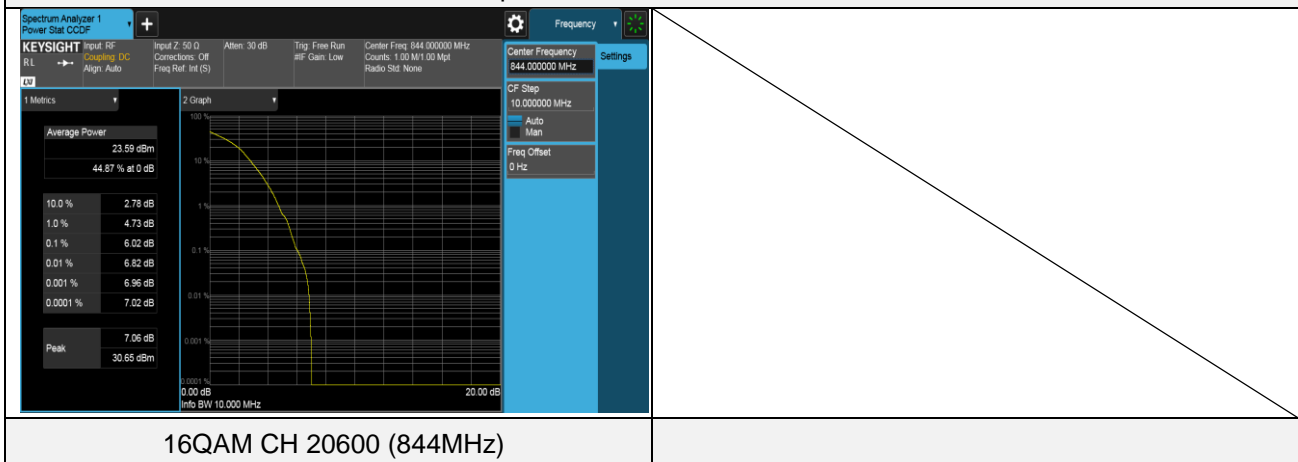 Spectrum Analyzer 1
Power Stat CCDF
+
Frequency
KEYSIGHT
RL
LXI
Input: RF
Coupling: DC
Align: Auto
Input Z: 50 Ω
Corrections: Off
Freq Ref: Int (S)
Atten: 30 dB
Trig: Free Run
#IF Gain: Low
Center Freq: 844.000000 MHz
Counts: 1.00 M/1.00 Mpt
Radio Std: None
Center Frequency
844.000000 MHz
Settings
CF Step
10.000000 MHz
Auto
Man
Freq Offset
0 Hz
1 Metrics
Average Power
23.59 dBm
44.87 % at 0 dB
10.0 % 2.78 dB
1.0 % 4.73 dB
0.1 % 6.02 dB
0.01 % 6.82 dB
0.001 % 6.96 dB
0.0001 % 7.02 dB
Peak
7.06 dB
30.65 dBm
2 Graph
100 %
10 %
1 %
0.1 %
0.01 %
0.001 %
0.0001 %
0.00 dB 20.00 dB
Info BW 10.000 MHz
16QAM CH 20600 (844MHz)